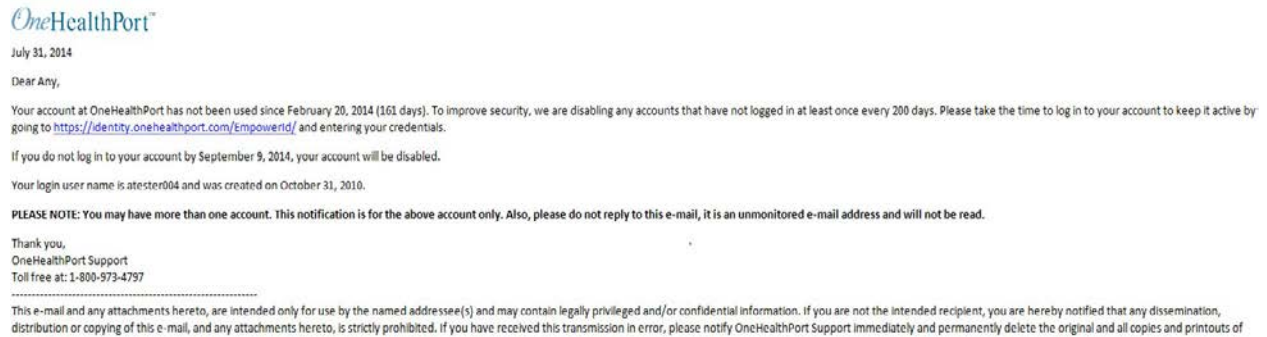 OneHealthPort™
July 31, 2014
Dear Any,
Your account at OneHealthPort has not been used since February 20, 2014 (161 days). To improve security, we are disabling any accounts that have not logged in at least once every 200 days. Please take the time to log in to your account to keep it active by
going to https://identity.onehealthport.com/EmpowerId/ and entering your credentials.
If you do not log in to your account by September 9, 2014, your account will be disabled.
Your login user name is atester004 and was created on October 31, 2010.
PLEASE NOTE: You may have more than one account. This notification is for the above account only. Also, please do not reply to this e-mail, it is an unmonitored e-mail address and will not be read.
Thank you,
OneHealthPort Support
Toll free at: 1-800-973-4797
------------------------------------------------------------
This e-mail and any attachments hereto, are intended only for use by the named addressee(s) and may contain legally privileged and/or confidential information. If you are not the intended recipient, you are hereby notified that any dissemination,
distribution or copying of this e-mail, and any attachments hereto, is strictly prohibited. If you have received this transmission in error, please notify OneHealthPort Support immediately and permanently delete the original and all copies and printouts of